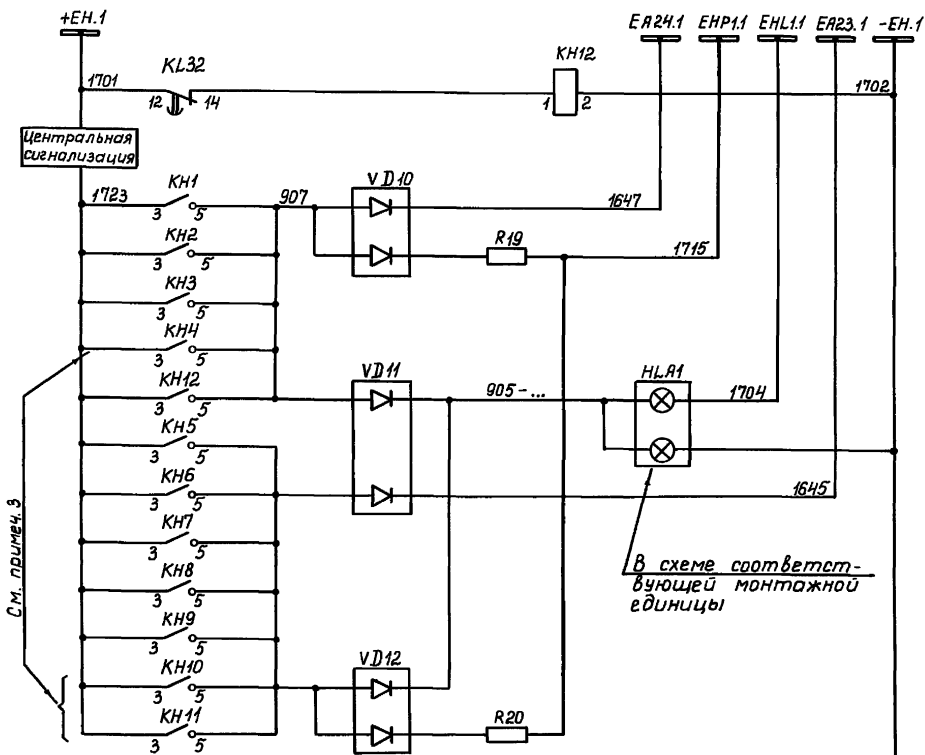 +EH.1
EA24.1 EHP1.1 EHL1.1 EA23.1 -EH.1
KL32
KH12
1701
12 14
1 2
1702
Центральная
сигнализация
1723
KH1
3 5
907
VD10
1647
KH2
3 5
R19
1715
KH3
3 5
KH4
3 5
KH12
3 5
VD11
905-...
HLA1
1704
KH5
3 5
KH6
3 5
1645
KH7
3 5
См. примеч. 3
В схеме соответст-
вующей монтажной
единицы
KH8
3 5
KH9
3 5
KH10
3 5
VD12
KH11
3 5
R20